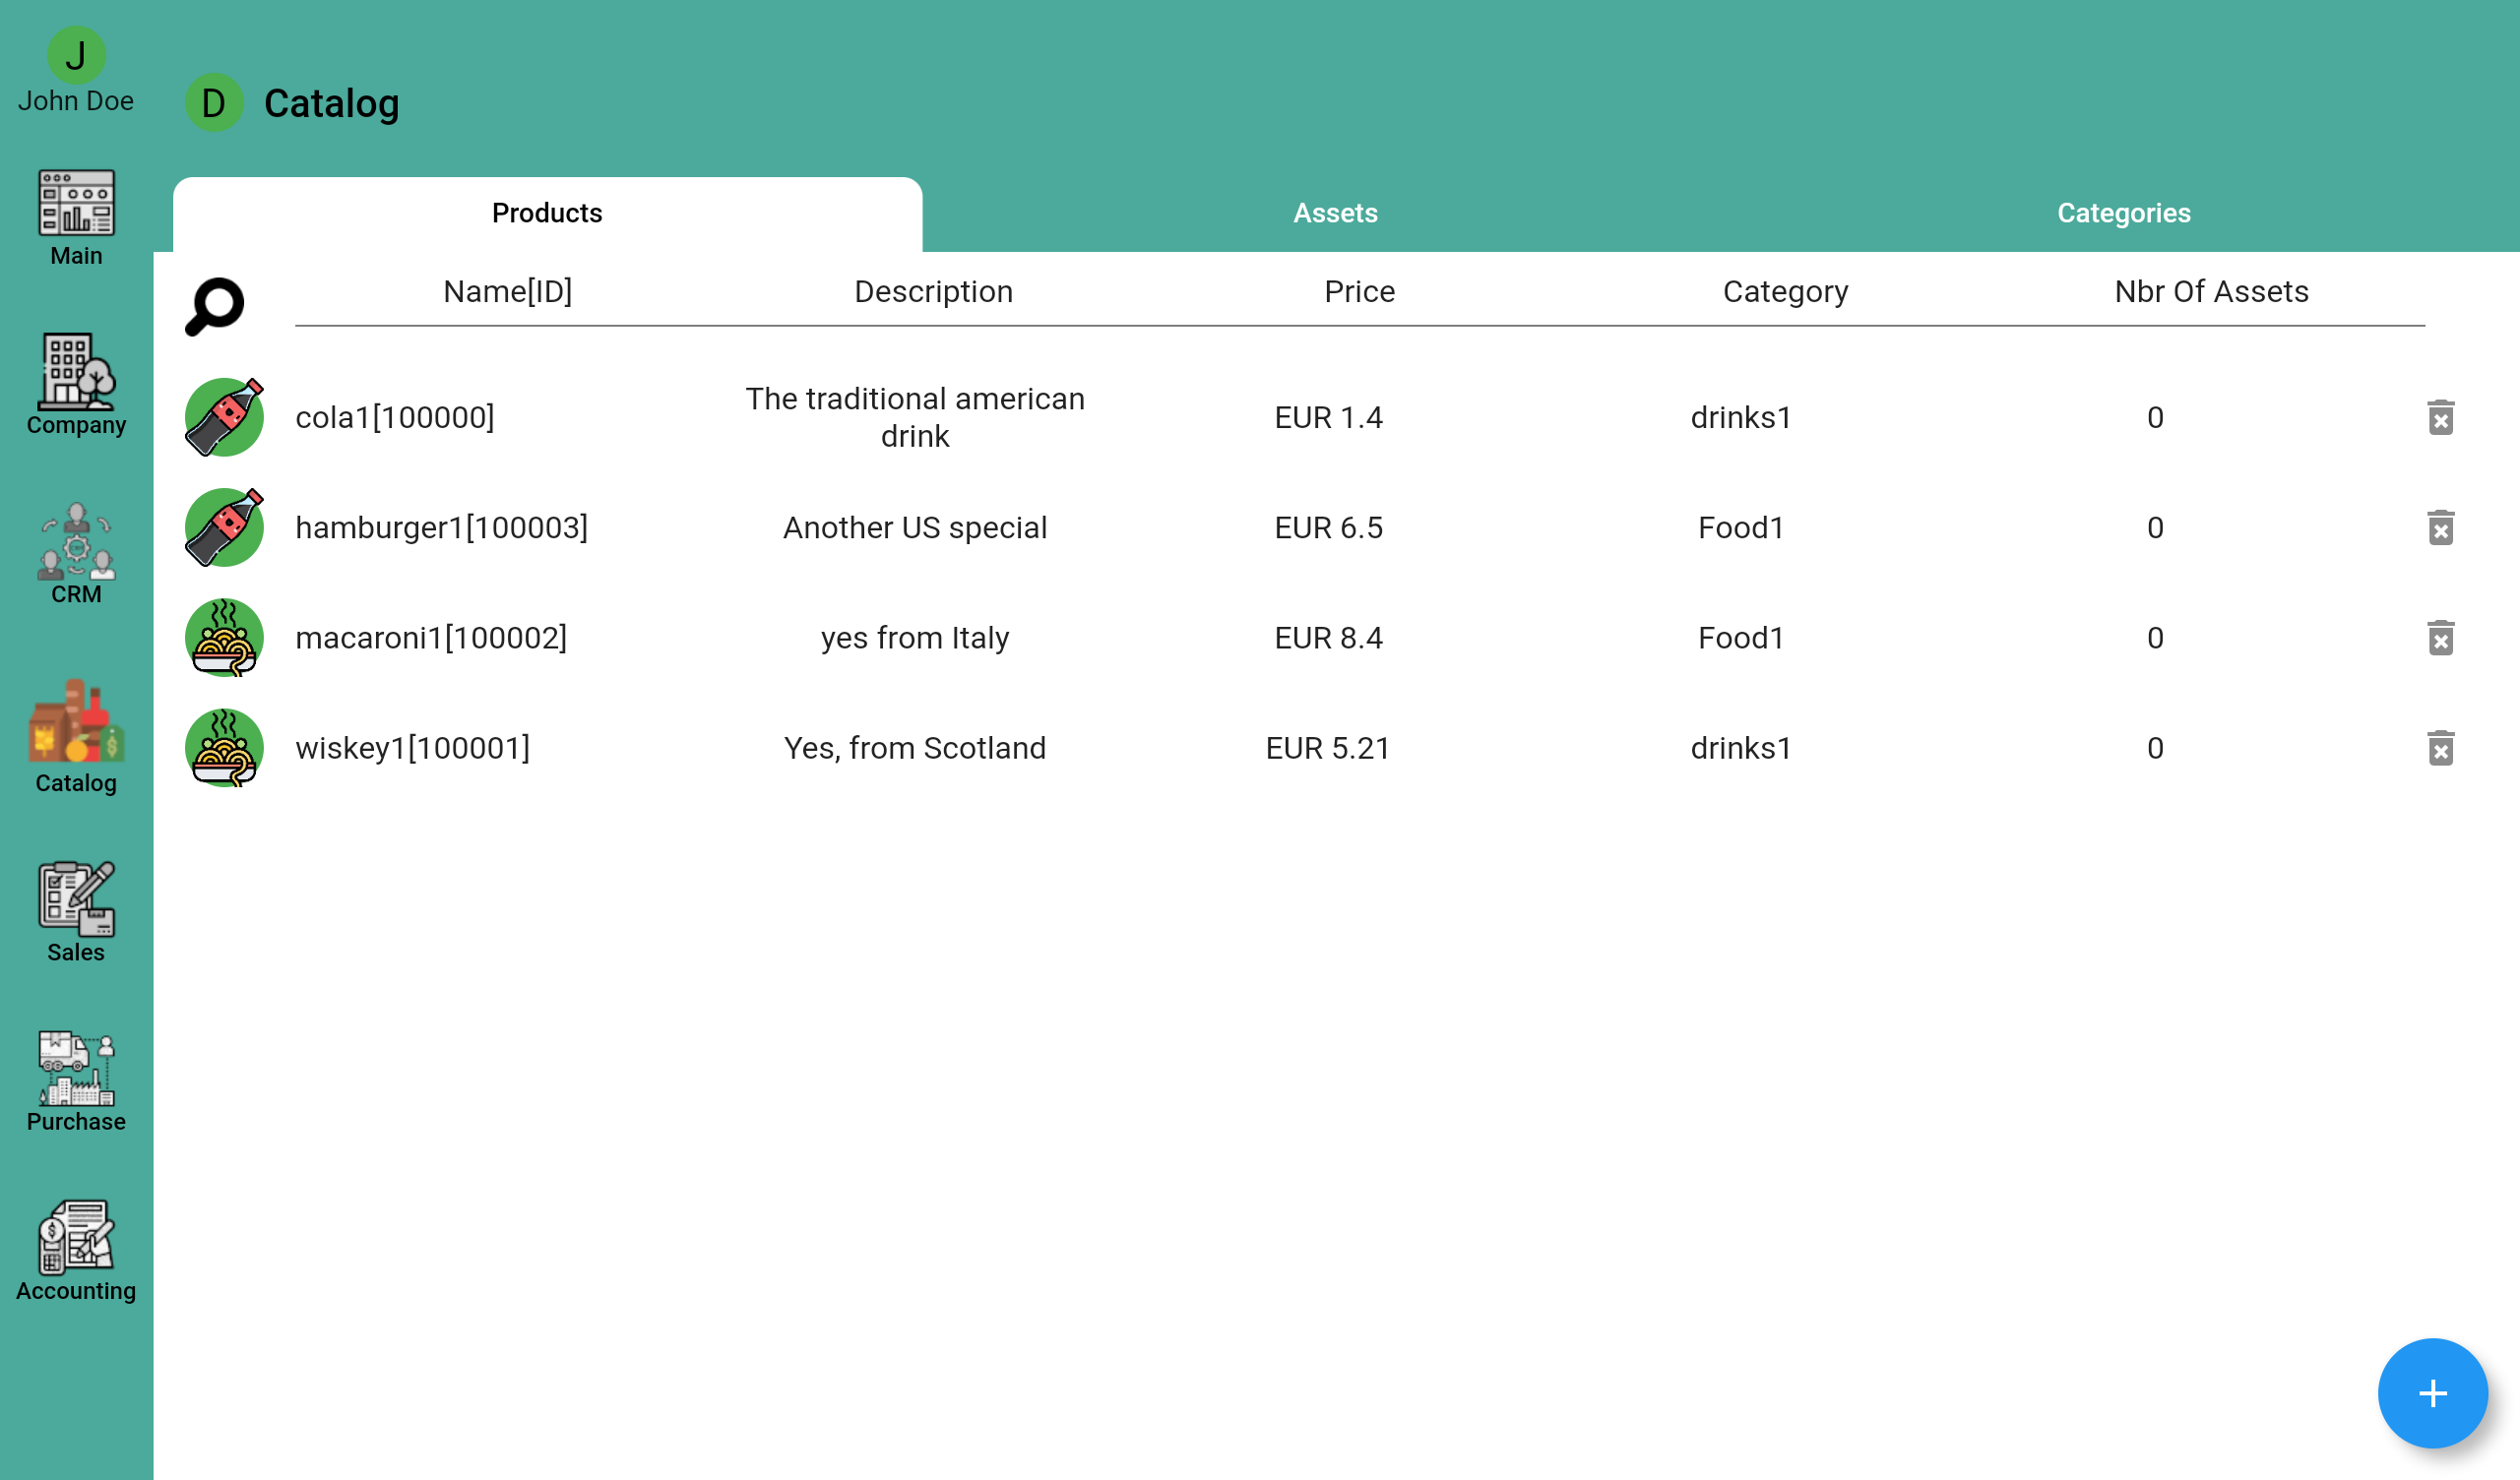 J
John Doe
D Catalog
Main
Company
CRM
Catalog
Sales
Purchase
Accounting
Products Assets Categories
Name[ID] Description Price Category Nbr Of Assets
cola1[100000] The traditional american EUR 1.4 drinks1 0
drink
hamburger1[100003] Another US special EUR 6.5 Food1 0
macaroni1[100002] yes from Italy EUR 8.4 Food1 0
wiskey1[100001] Yes, from Scotland EUR 5.21 drinks1 0